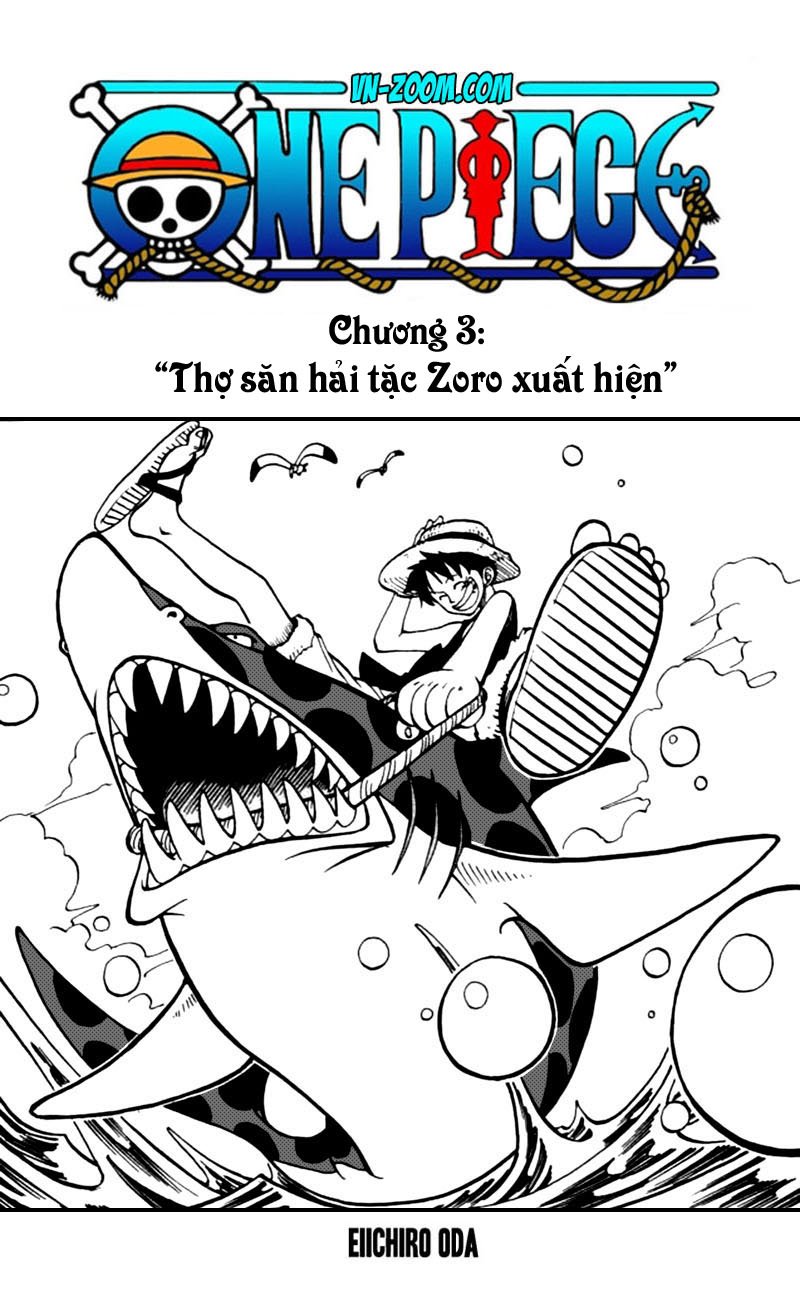 VN-ZOOM.COM
ONE PIECE
Chương 3:
“Thợ săn hải tặc Zoro xuất hiện”
EIICHIRO ODA